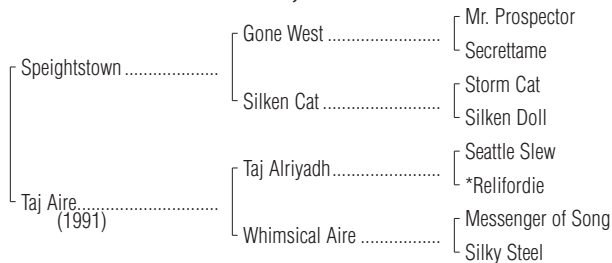 Mr. Prospector
Gone West ........................
Secrettame
Speightstown ....................
Storm Cat
Silken Cat .........................
Silken Doll
Seattle Slew
Taj Alriyadh.......................
*Relifordie
Taj Aire..............................
(1991)
Messenger of Song
Whimsical Aire .................
Silky Steel